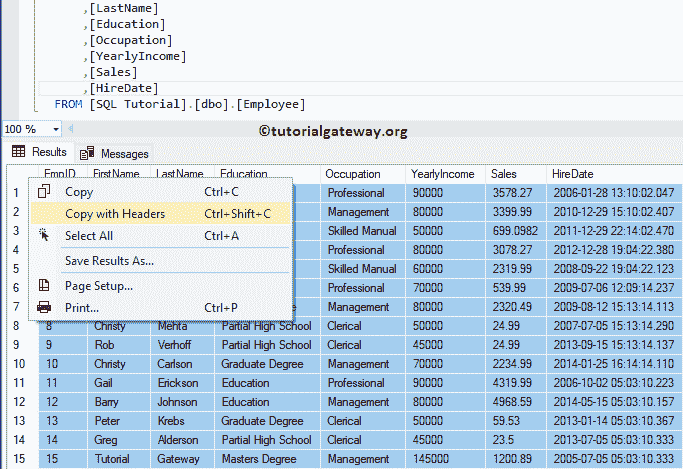 ,[LastName]
,[Education]
,[Occupation]
,[YearlyIncome]
,[Sales]
,[HireDate]
FROM [SQL Tutorial].[dbo].[Employee]
100 %
©tutorialgateway.org
Results Messages
EmpID FirstName LastName Education Occupation YearlyIncome Sales HireDate
1 Copy Ctrl+C Professional 90000 3578.27 2006-01-28 13:10:02.047
2 Copy with Headers Ctrl+Shift+C Management 80000 3399.99 2010-12-29 15:10:02.407
3 Select All Ctrl+A Skilled Manual 50000 699.0982 2011-12-29 22:14:02.470
4 Professional 80000 3078.27 2012-12-28 19:04:22.380
5 Save Results As... Skilled Manual 60000 2319.99 2008-09-22 19:04:22.123
6 Page Setup... Professional 70000 539.99 2009-07-06 12:09:14.237
7 Print... Ctrl+P Management 80000 2320.49 2009-08-12 15:13:14.113
8 8 Christy Mehta Partial High School Clerical 50000 24.99 2007-07-05 15:13:14.290
9 9 Rob Verhoff Partial High School Clerical 45000 24.99 2013-09-15 15:13:14.137
10 10 Christy Carlson Graduate Degree Management 70000 2234.99 2014-01-25 16:14:14.110
11 11 Gail Erickson Education Professional 90000 4319.99 2006-10-02 05:03:10.223
12 12 Barry Johnson Education Management 80000 4968.59 2014-05-15 05:03:10.157
13 13 Peter Krebs Graduate Degree Clerical 50000 59.53 2013-01-14 05:03:10.367
14 14 Greg Alderson Partial High School Clerical 45000 23.5 2013-07-05 05:03:10.333
15 15 Tutorial Gateway Masters Degree Management 145000 1200.89 2005-07-05 05:03:10.333